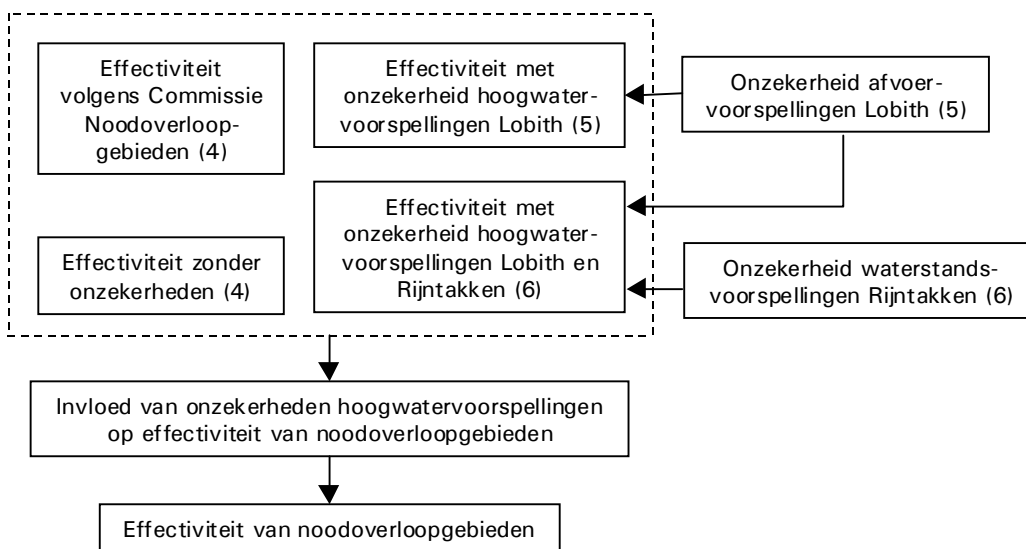 Effectiviteit
volgens Commissie
Noodoverloop-
gebieden (4)
Effectiviteit met
onzekerheid hoogwater-
voorspellingen Lobith (5)
Onzekerheid afvoer-
voorspellingen Lobith (5)
Effectiviteit zonder
onzekerheden (4)
Effectiviteit met
onzekerheid hoogwater-
voorspellingen Lobith en
Rijntakken (6)
Onzekerheid waterstands-
voorspellingen Rijntakken (6)
Invloed van onzekerheden hoogwatervoorspellingen
op effectiviteit van noodoverloopgebieden
Effectiviteit van noodoverloopgebieden